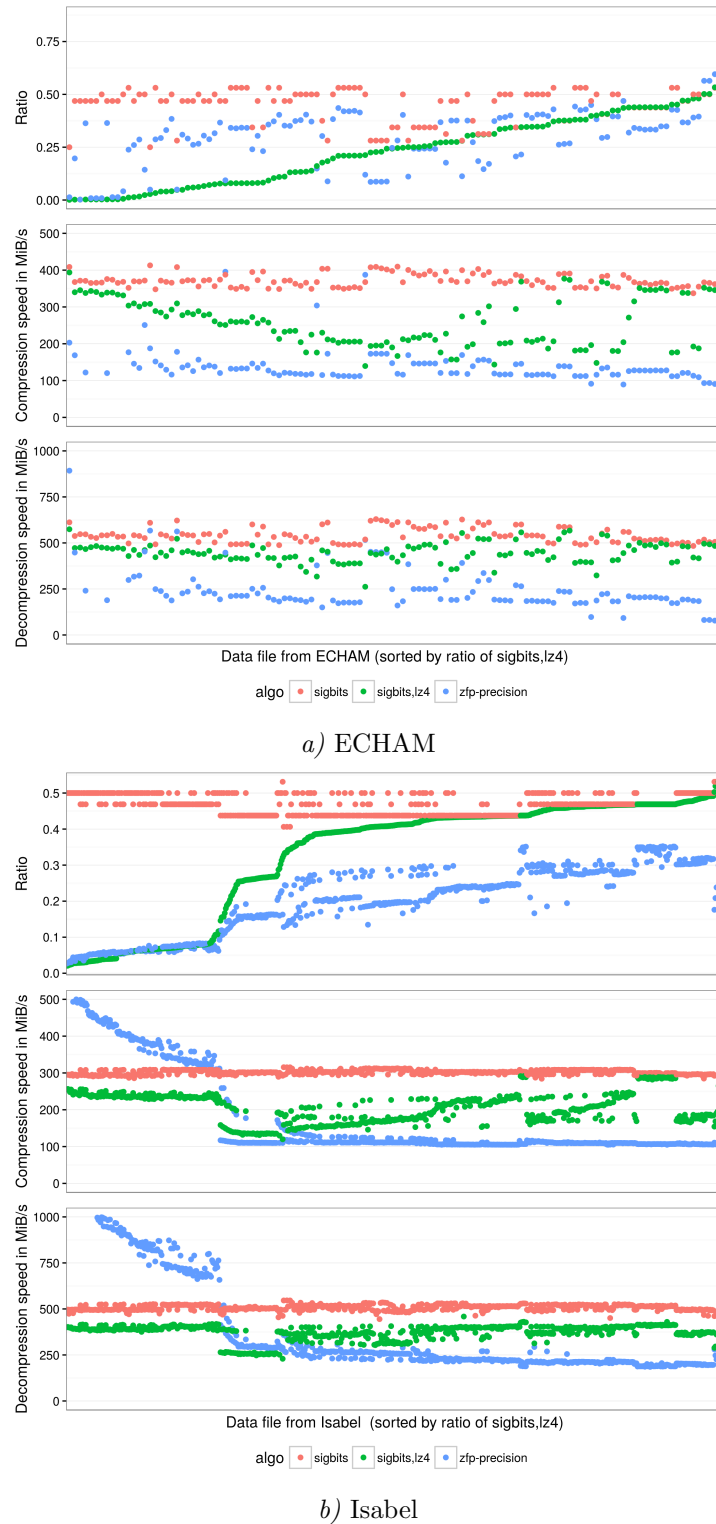 Ratio
0.75
0.50
0.25
0.00
Compression speed in MiB/s
500
400
300
200
100
0
Decompression speed in MiB/s
1000
750
500
250
0
Data file from ECHAM (sorted by ratio of sigbits,lz4)
algo sigbits sigbits,lz4 zfp-precision
a) ECHAM
Ratio
0.5
0.4
0.3
0.2
0.1
0.0
Compression speed in MiB/s
500
400
300
200
100
0
Decompression speed in MiB/s
1000
750
500
250
0
Data file from Isabel (sorted by ratio of sigbits,lz4)
algo sigbits sigbits,lz4 zfp-precision
b) Isabel